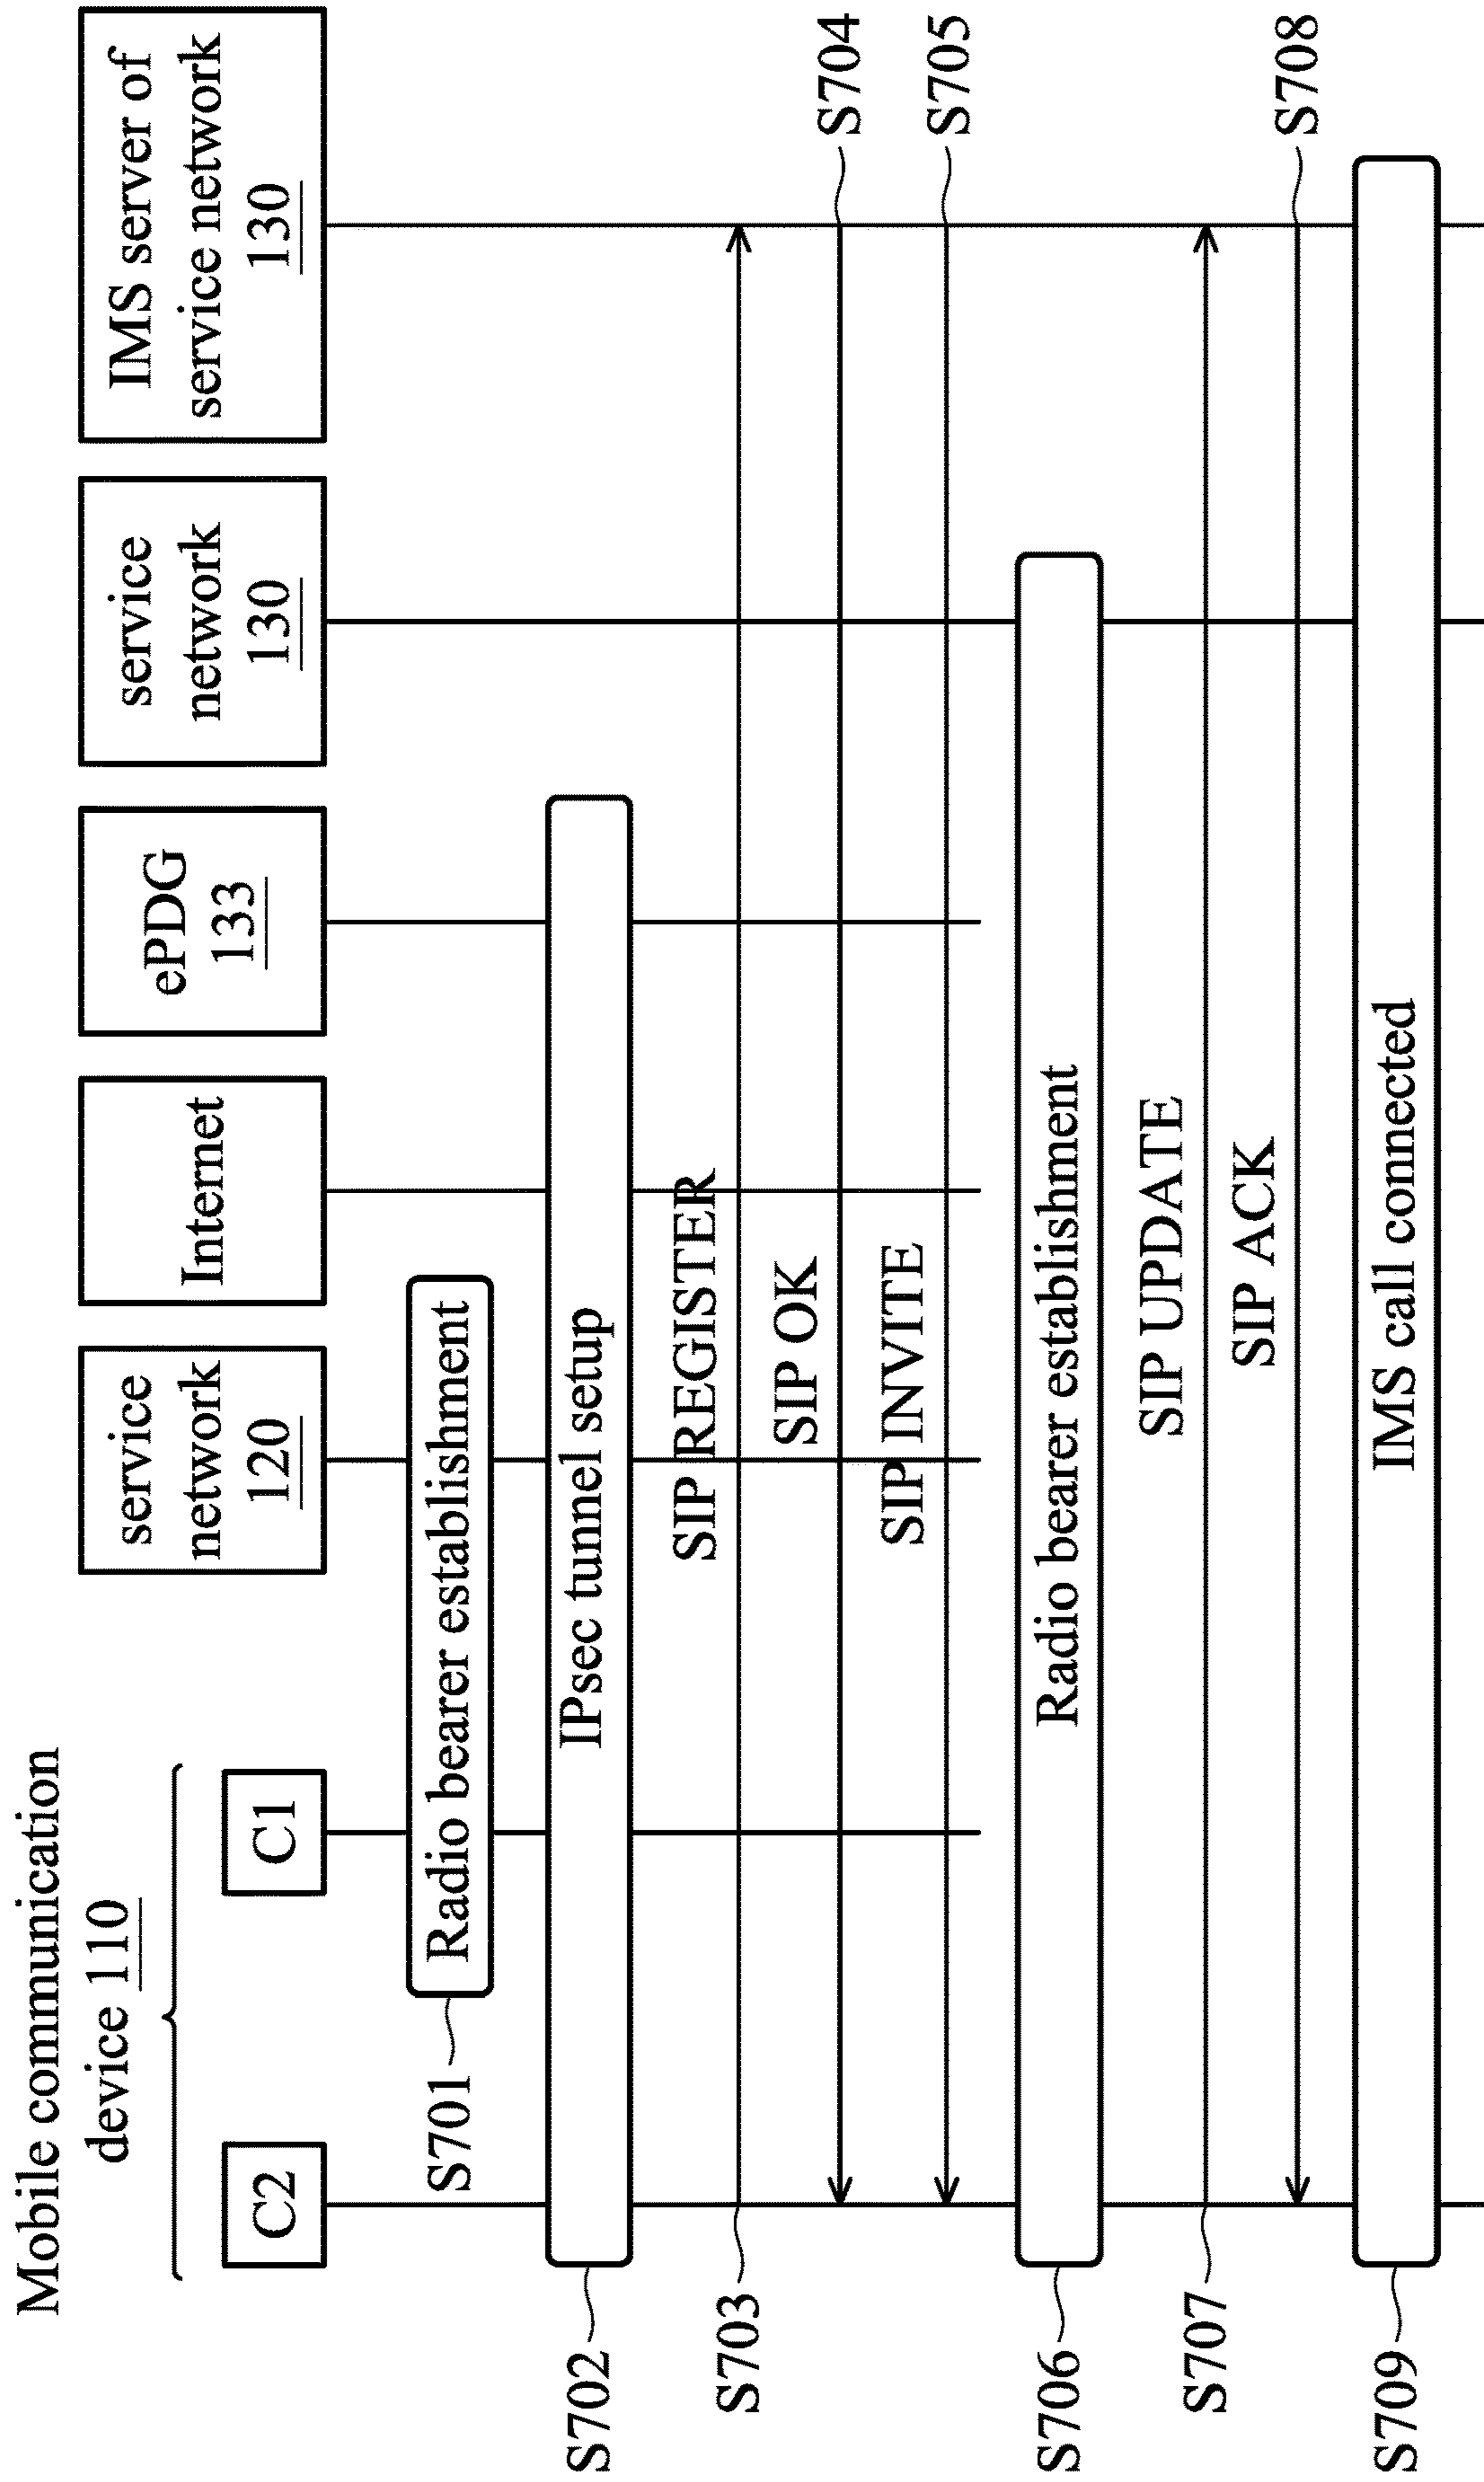 Mobile communication
device 110
C2
C1
service
network
120
Internet
ePDG
133
service
network
130
IMS server of
service network
130
S701
Radio bearer establishment
S702
IPsec tunnel setup
S703
SIP REGISTER
SIP OK
S704
SIP INVITE
S705
S706
Radio bearer establishment
S707
SIP UPDATE
SIP ACK
S708
S709
IMS call connected